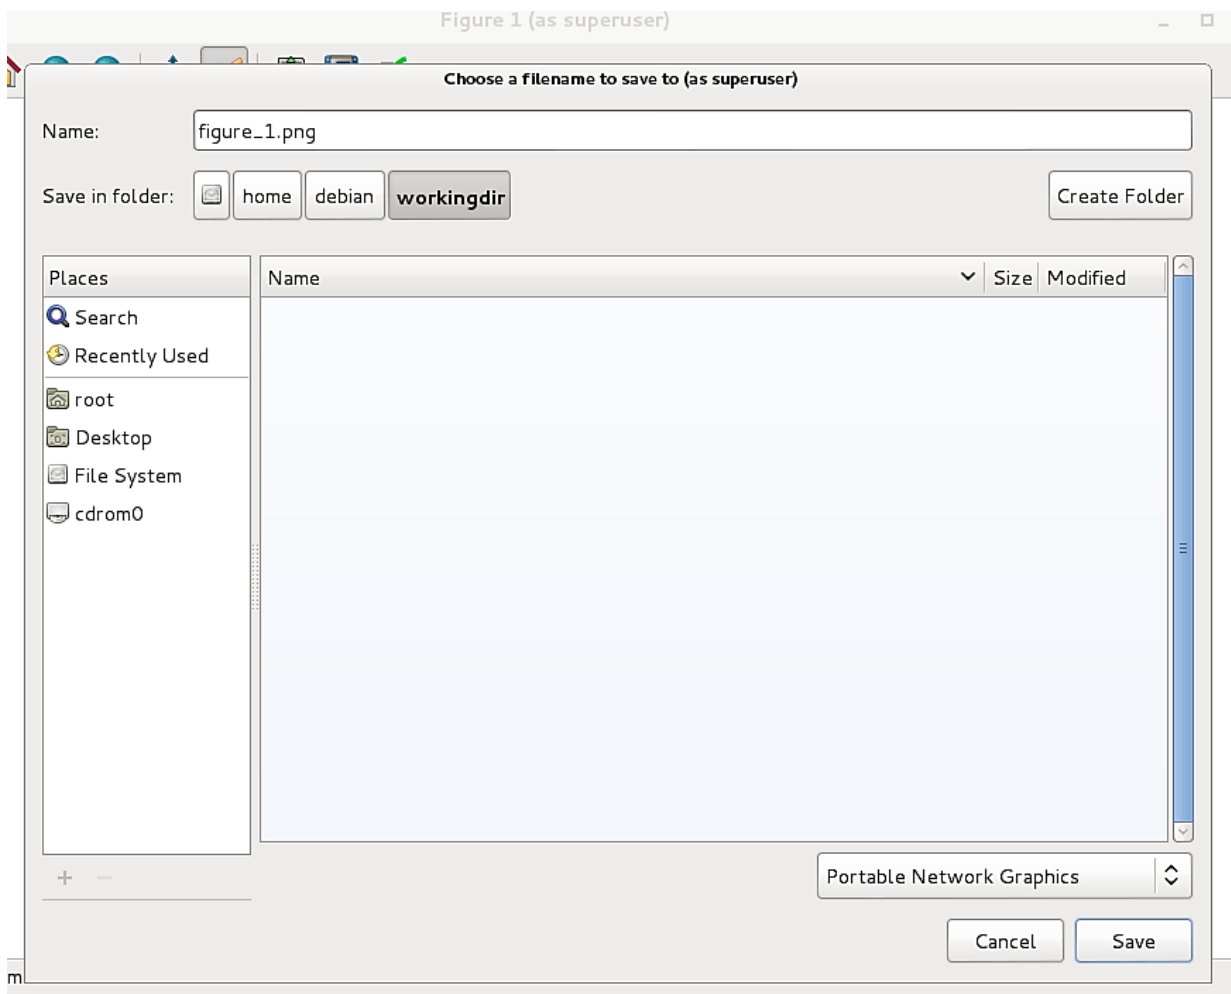 Figure 1 (as superuser)
Choose a filename to save to (as superuser)
Name: figure_1.png
Save in folder: home debian workingdir Create Folder
Places Name Size Modified
Search
Recently Used
root
Desktop
File System
cdrom0
Portable Network Graphics
Cancel Save
m